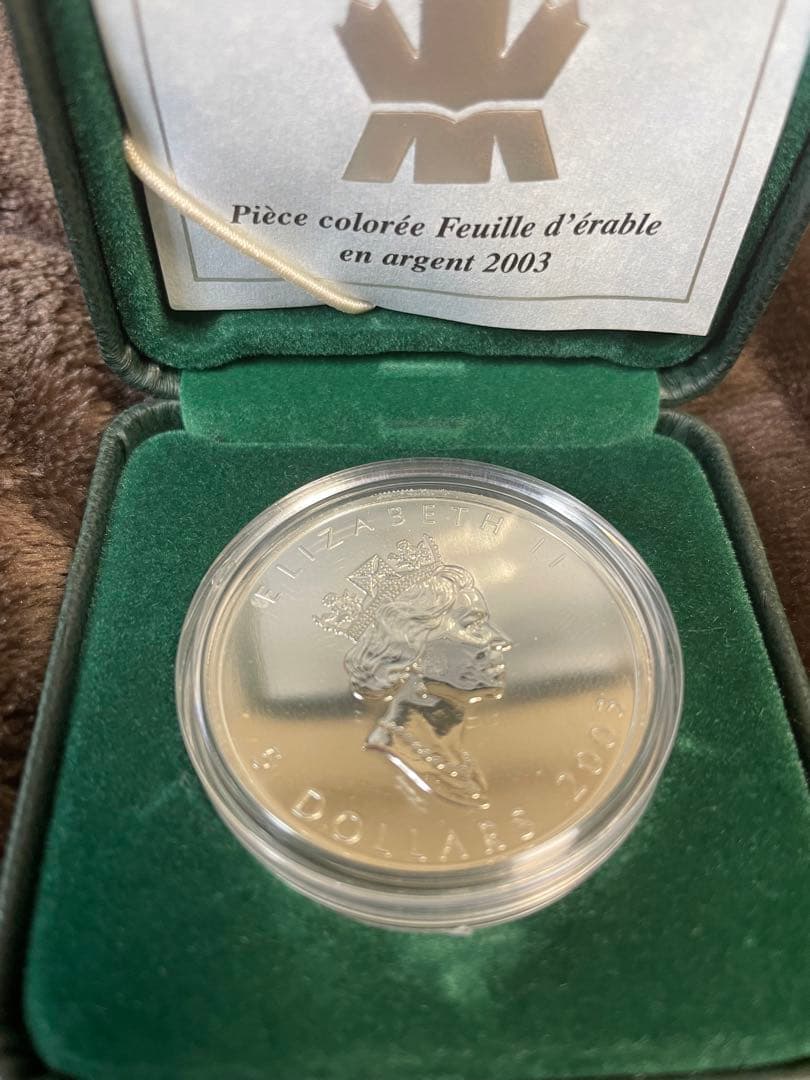 Pièce colorée Feuille d'érable
en argent 2003
ELIZABETH II
5 DOLLARS 2003